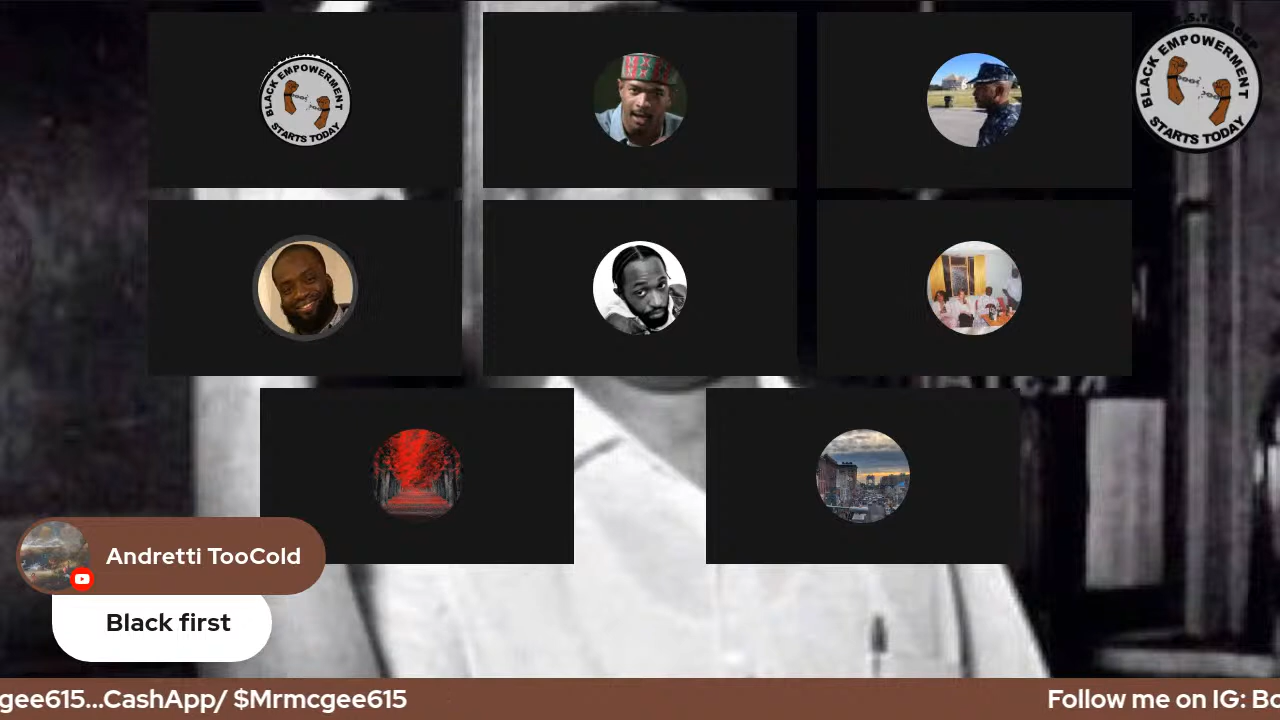 BLACK EMPOWERMENT
STARTS TODAY
BLACK EMPOWERMENT
STARTS TODAY
Andretti TooCold
Black first
gee615...CashApp/ $Mrmcgee615
Follow me on IG: Bo